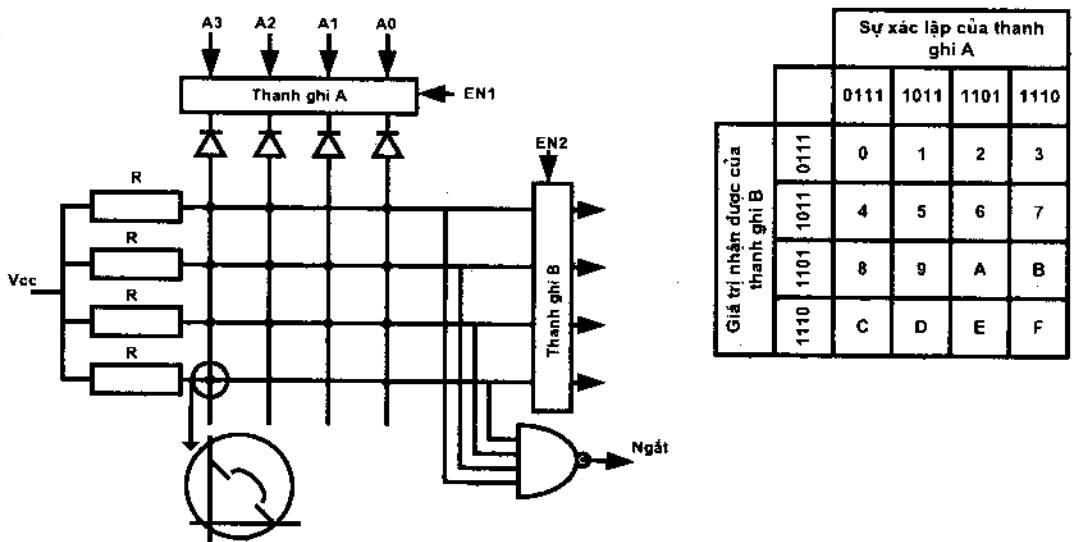 A3 A2 A1 A0
Thanh ghi A
EN1
EN2
R
R
R
R
Vcc
Thanh ghi B
Ngắt
Sự xác lập của thanh
ghi A
0111 1011 1101 1110
Giá trị nhận được của
thanh ghi B
0111 0 1 2 3
1011 4 5 6 7
1101 8 9 A B
1110 C D E F